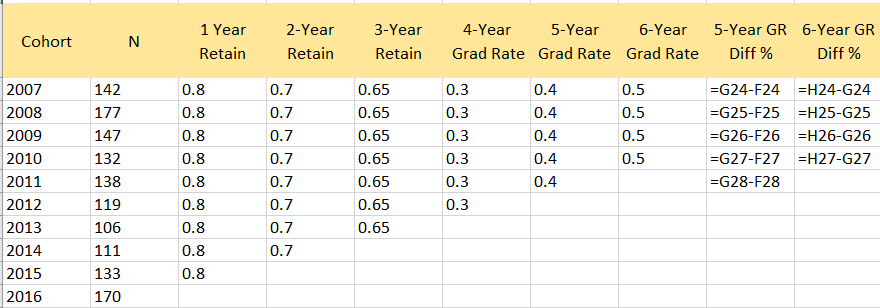 Cohort N 1 Year Retain 2-Year Retain 3-Year Retain 4-Year Grad Rate 5-Year Grad Rate 6-Year Grad Rate 5-Year GR Diff % 6-Year GR Diff %
2007 142 0.8 0.7 0.65 0.3 0.4 0.5 =G24-F24 =H24-G24
2008 177 0.8 0.7 0.65 0.3 0.4 0.5 =G25-F25 =H25-G25
2009 147 0.8 0.7 0.65 0.3 0.4 0.5 =G26-F26 =H26-G26
2010 132 0.8 0.7 0.65 0.3 0.4 0.5 =G27-F27 =H27-G27
2011 138 0.8 0.7 0.65 0.3 0.4 =G28-F28
2012 119 0.8 0.7 0.65 0.3
2013 106 0.8 0.7 0.65
2014 111 0.8 0.7
2015 133 0.8
2016 170